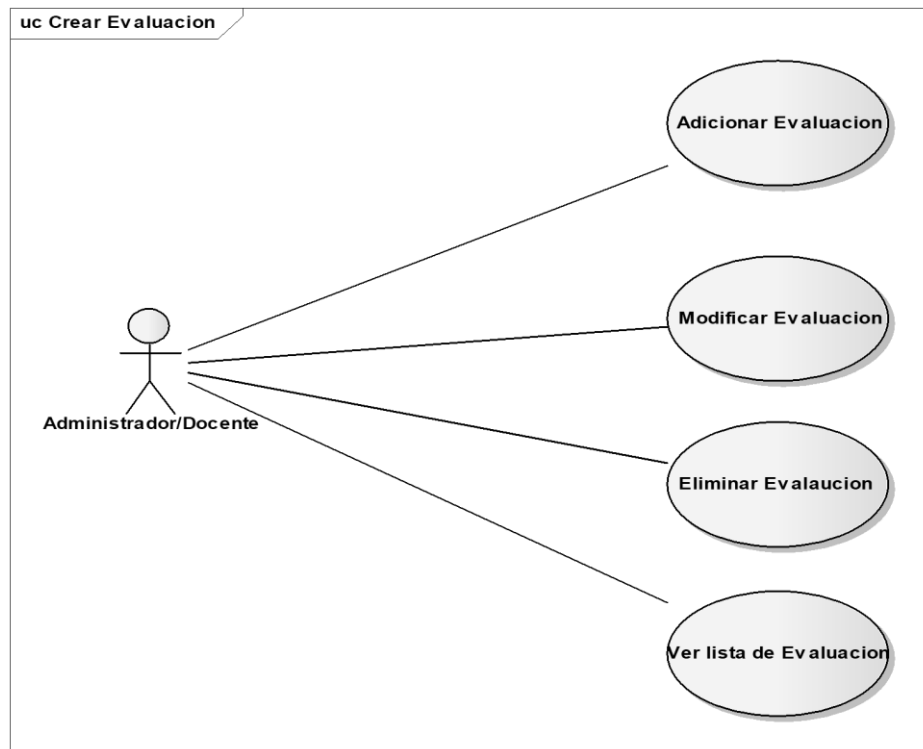 uc Crear Evaluacion
Adicionar Evaluacion
Modificar Evaluacion
Administrador/Docente
Eliminar Evalaucion
Ver lista de Evaluacion